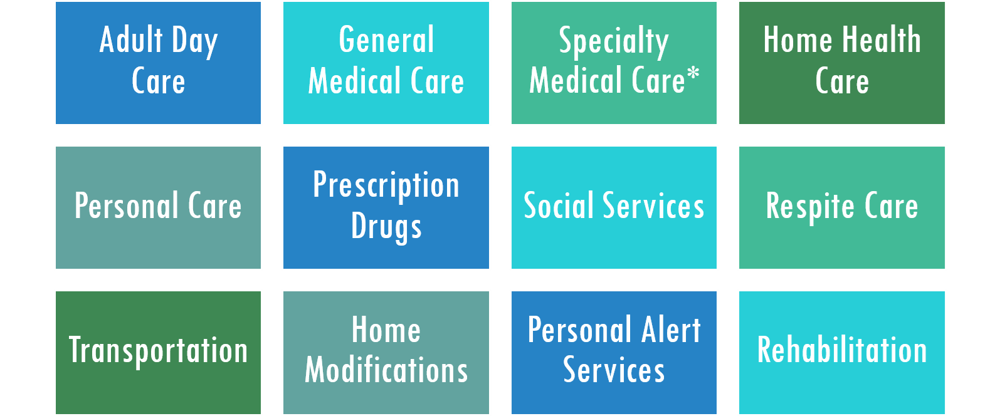 Adult Day
Care
General
Medical Care
Specialty
Medical Care*
Home Health
Care
Personal Care
Prescription
Drugs
Social Services
Respite Care
Transportation
Home
Modifications
Personal Alert
Services
Rehabilitation